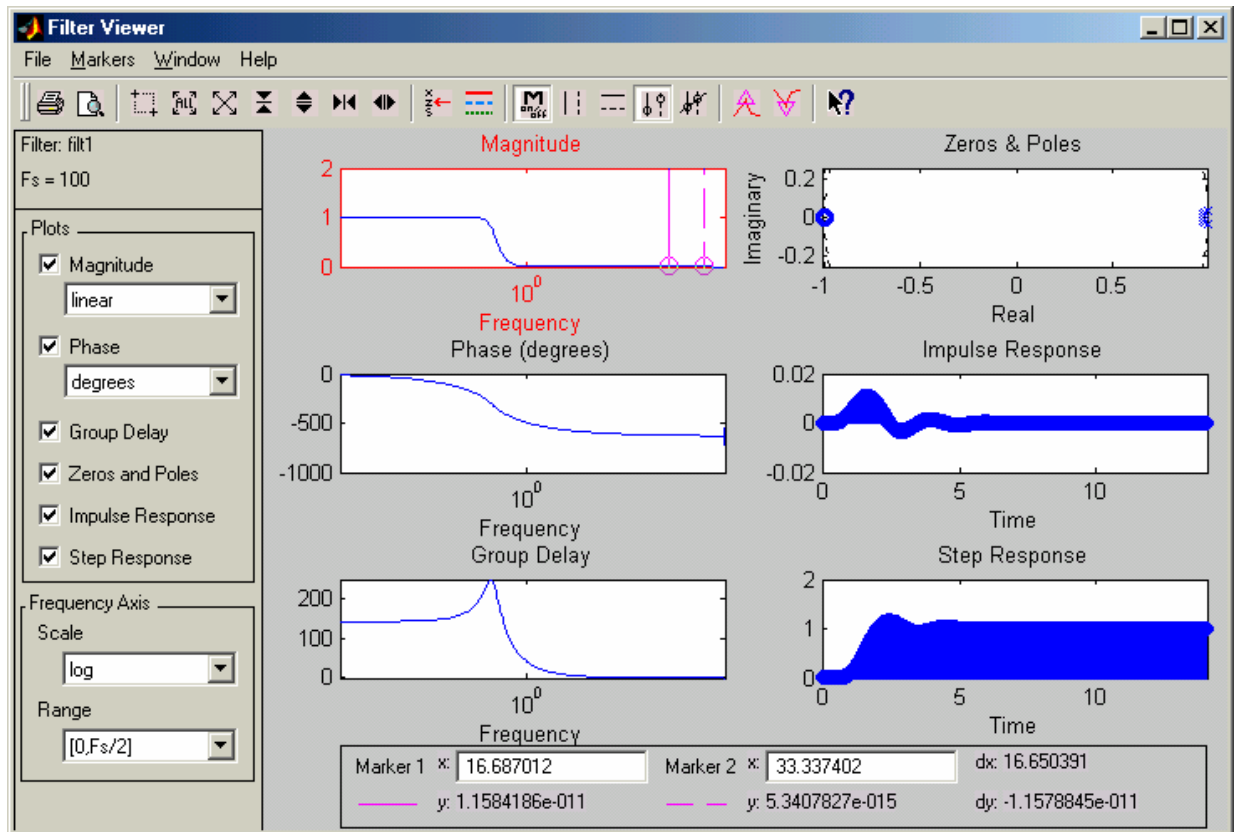 Filter Viewer
File Markers Window Help
ALL
M
on/off
?
Filter: filt1
Fs = 100
Plots
Magnitude
linear
Phase
degrees
Group Delay
Zeros and Poles
Impulse Response
Step Response
Frequency Axis
Scale
log
Range
[0,Fs/2]
Magnitude
2
1
0
10^0
Frequency
Zeros & Poles
Imaginary
0.2
0
-0.2
-1 -0.5 0 0.5
Real
Phase (degrees)
0
-500
-1000
10^0
Frequency
Impulse Response
0.02
0
-0.02
0 5 10
Time
Group Delay
200
100
0
10^0
Frequency
Step Response
2
1
0
0 5 10
Time
Marker 1 x: 16.687012 Marker 2 x: 33.337402 dx: 16.650391
y: 1.1584186e-011 y: 5.3407827e-015 dy: -1.1578845e-011